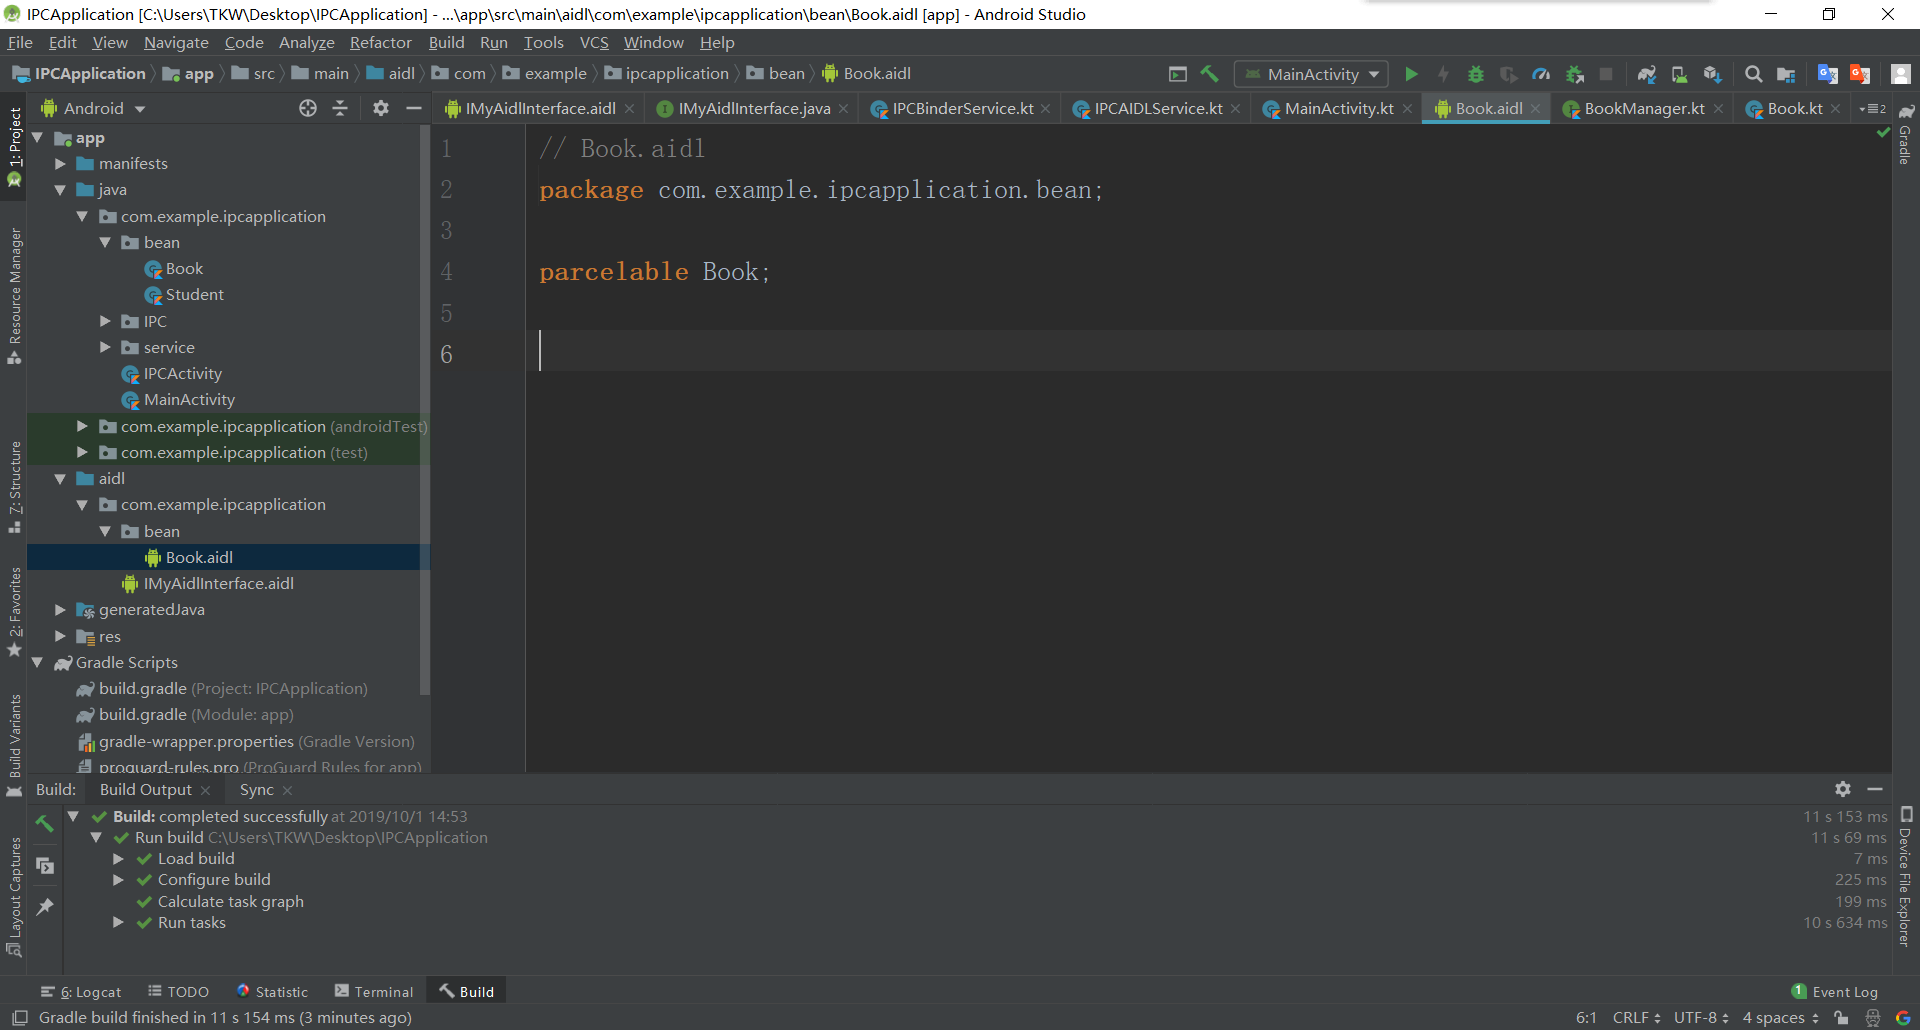 IPCApplication [C:\Users\TKW\Desktop\IPCApplication] - ...\app\src\main\aidl\com\example\ipcapplication\bean\Book.aidl [app] - Android Studio
File Edit View Navigate Code Analyze Refactor Build Run Tools VCS Window Help
IPCApplication app src main aidl com example ipcapplication bean Book.aidl MainActivity
Android
IMyAidlInterface.aidl IMyAidlInterface.java IPCBinderService.kt IPCAIDLService.kt MainActivity.kt Book.aidl BookManager.kt Book.kt 2
1: Project
Resource Manager
7: Structure
2: Favorites
Build Variants
Layout Captures
app
manifests
java
com.example.ipcapplication
bean
Book
Student
IPC
service
IPCActivity
MainActivity
com.example.ipcapplication (androidTest)
com.example.ipcapplication (test)
aidl
com.example.ipcapplication
bean
Book.aidl
IMyAidlInterface.aidl
generatedJava
res
Gradle Scripts
build.gradle (Project: IPCApplication)
build.gradle (Module: app)
gradle-wrapper.properties (Gradle Version)
proguard-rules.pro (ProGuard Rules for app)
1 // Book.aidl
2 package com.example.ipcapplication.bean;
3
4 parcelable Book;
5
6
Gradle
Device File Explorer
Build: Build Output Sync
Build: completed successfully at 2019/10/1 14:53 11 s 153 ms
Run build C:\Users\TKW\Desktop\IPCApplication 11 s 69 ms
Load build 7 ms
Configure build 225 ms
Calculate task graph 199 ms
Run tasks 10 s 634 ms
6: Logcat TODO Statistic Terminal Build 1 Event Log
Gradle build finished in 11 s 154 ms (3 minutes ago) 6:1 CRLF UTF-8 4 spaces